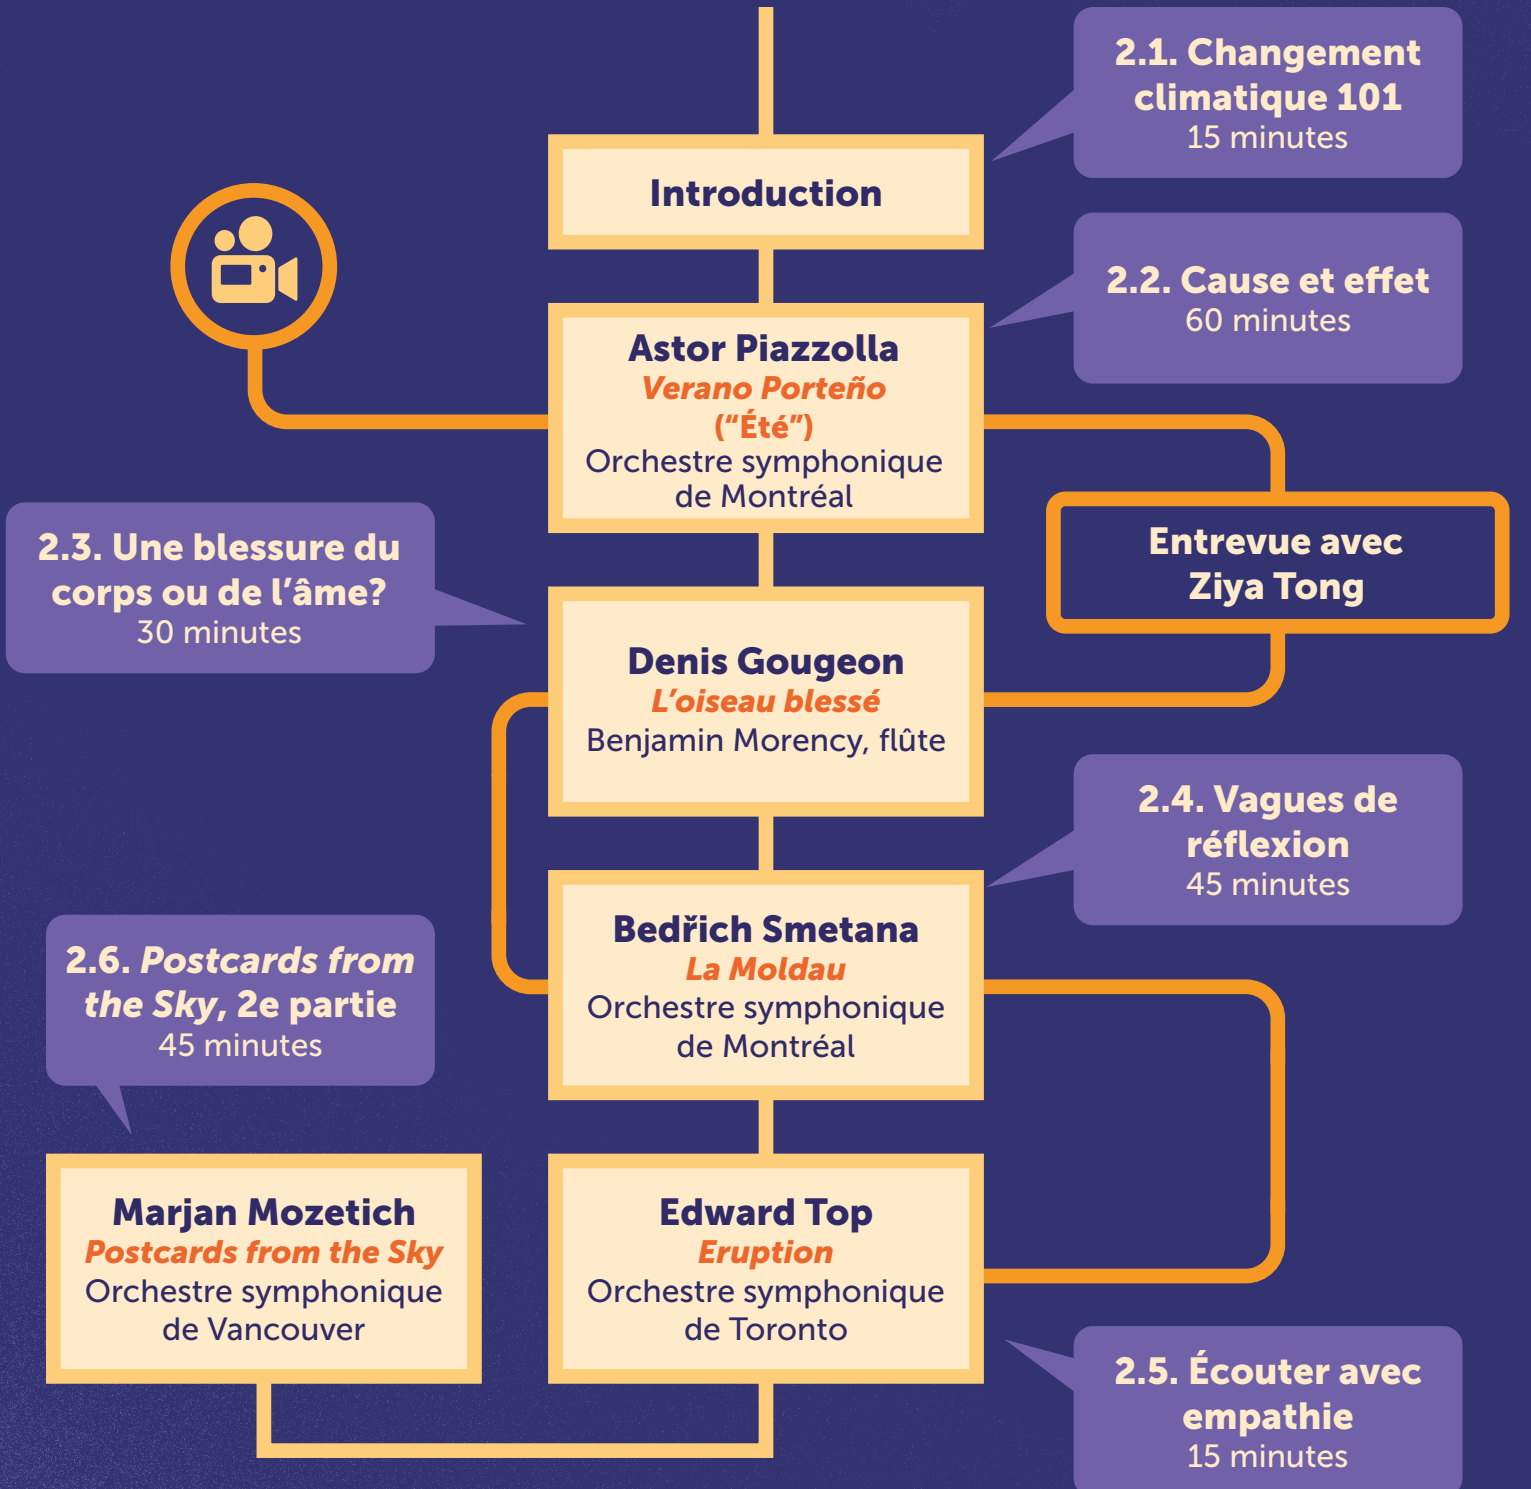 2.1. Changement
climatique 101
15 minutes
Introduction
2.2. Cause et effet
60 minutes
Astor Piazzolla
Verano Porteño
(“Été”)
Orchestre symphonique
de Montréal
Entrevue avec
Ziya Tong
2.3. Une blessure du
corps ou de l’âme?
30 minutes
Denis Gougeon
L’oiseau blessé
Benjamin Morency, flûte
2.4. Vagues de
réflexion
45 minutes
Bedřich Smetana
La Moldau
Orchestre symphonique
de Montréal
2.6. Postcards from
the Sky, 2e partie
45 minutes
Marjan Mozetich
Postcards from the Sky
Orchestre symphonique
de Vancouver
Edward Top
Eruption
Orchestre symphonique
de Toronto
2.5. Écouter avec
empathie
15 minutes